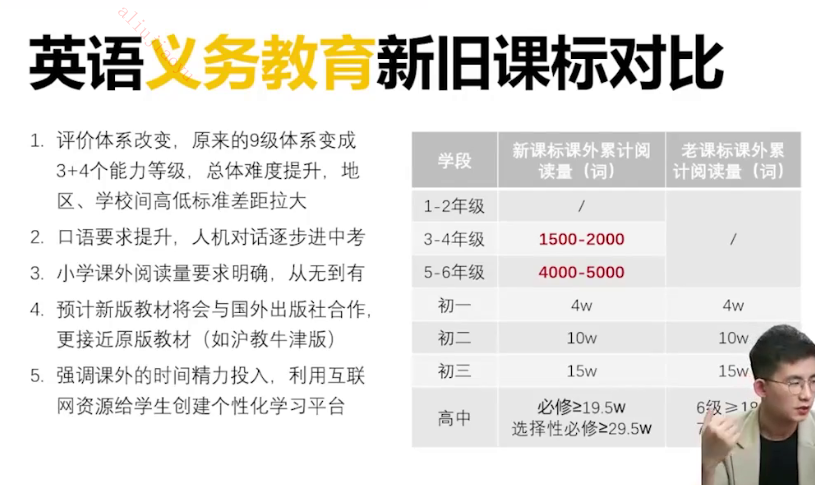 英语义务教育新旧课标对比
1. 评价体系改变，原来的9级体系变成
3+4个能力等级，总体难度提升，地
区、学校间高低标准差距拉大
2. 口语要求提升，人机对话逐步进中考
3. 小学课外阅读量要求明确，从无到有
4. 预计新版教材将会与国外出版社合作，
更接近原版教材（如沪教牛津版）
5. 强调课外的时间精力投入，利用互联
网资源给学生创建个性化学习平台
学段
新课标课外累计阅
读量（词）
老课标课外累
计阅读量（词）
1-2年级 /
3-4年级 1500-2000 /
5-6年级 4000-5000
初一 4w 4w
初二 10w 10w
初三 15w 15w
高中
必修≥19.5w
选择性必修≥29.5w
6级≥18